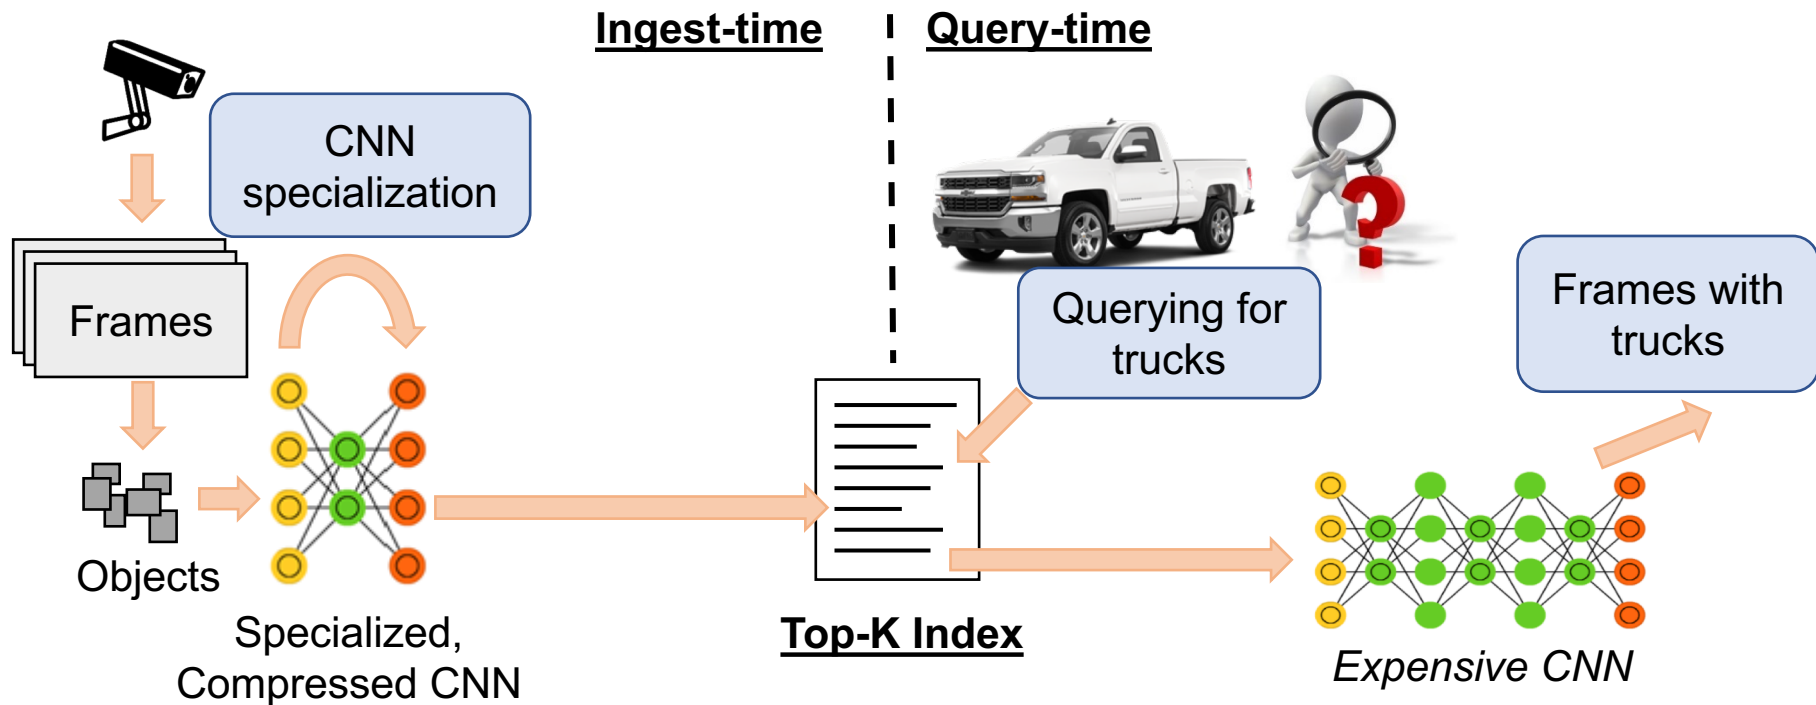 Ingest-time
Query-time
CNN
specialization
Frames
Objects
Specialized,
Compressed CNN
Top-K Index
Querying for
trucks
Frames with
trucks
Expensive CNN